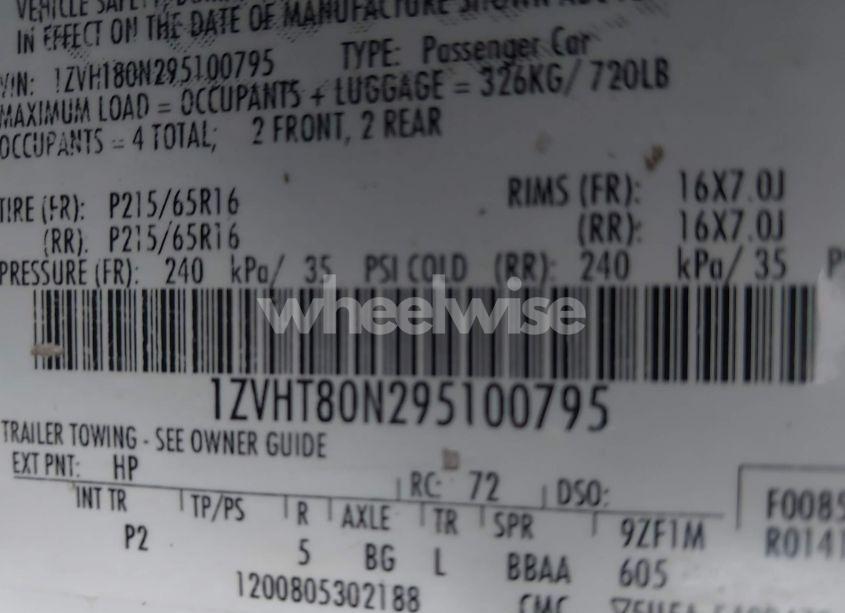 VEHICLE SAFETY,
IN EFFECT ON THE DATE OF MANUFACTURE SHOWN
VIN: 1ZVHT80N295100795 TYPE: Passenger Car
MAXIMUM LOAD = OCCUPANTS + LUGGAGE = 326KG/ 720LB
OCCUPANTS = 4 TOTAL; 2 FRONT, 2 REAR
TIRE (FR): P215/65R16 RIMS (FR): 16X7.0J
(RR). P215/65R16 (RR): 16X7.0J
PRESSURE (FR): 240 kPa/ 35 PSI COLD (RR): 240 kPa/ 35 P
wheelwise
1ZVHT80N295100795
TRAILER TOWING - SEE OWNER GUIDE
EXT PNT: HP RC: 72 DSO:
INT TR TP/PS R AXLE TR SPR 9ZF1M F0085
P2 5 BG L BBAA 605 R0141
1200805302188